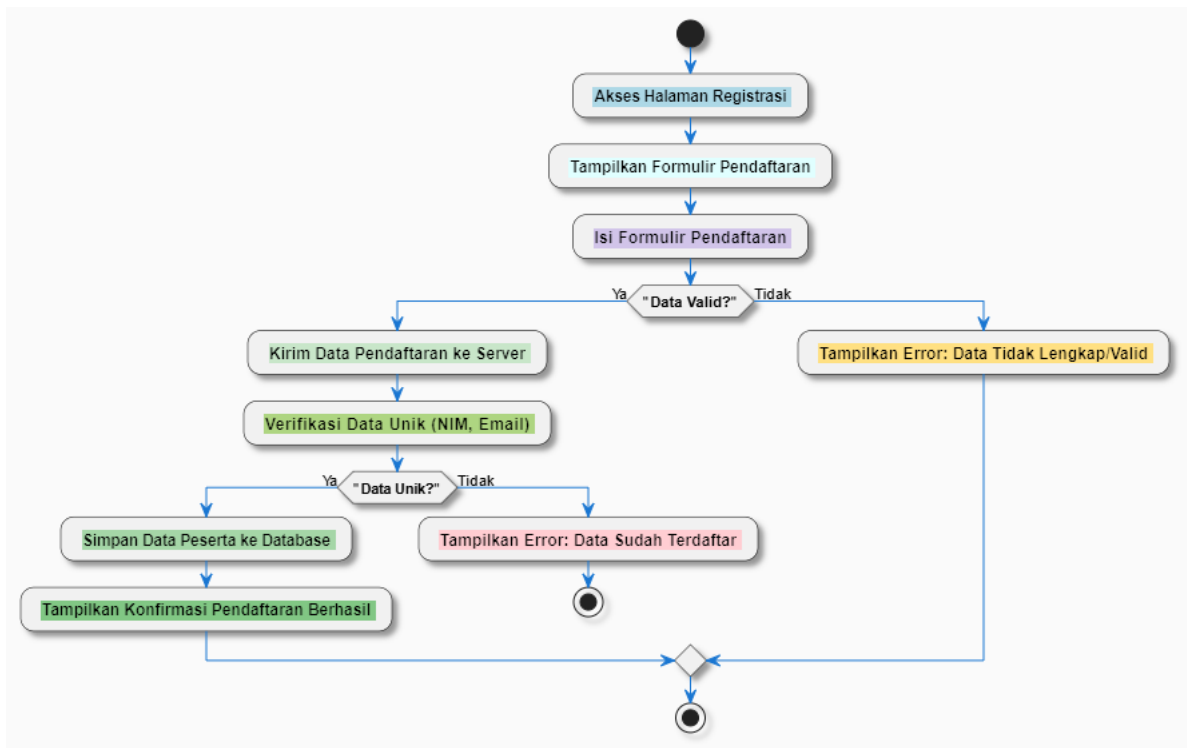 Akses Halaman Registrasi
Tampilkan Formulir Pendaftaran
Isi Formulir Pendaftaran
Ya
"Data Valid?"
Tidak
Kirim Data Pendaftaran ke Server
Tampilkan Error: Data Tidak Lengkap/Valid
Verifikasi Data Unik (NIM, Email)
Ya
"Data Unik?"
Tidak
Simpan Data Peserta ke Database
Tampilkan Error: Data Sudah Terdaftar
Tampilkan Konfirmasi Pendaftaran Berhasil